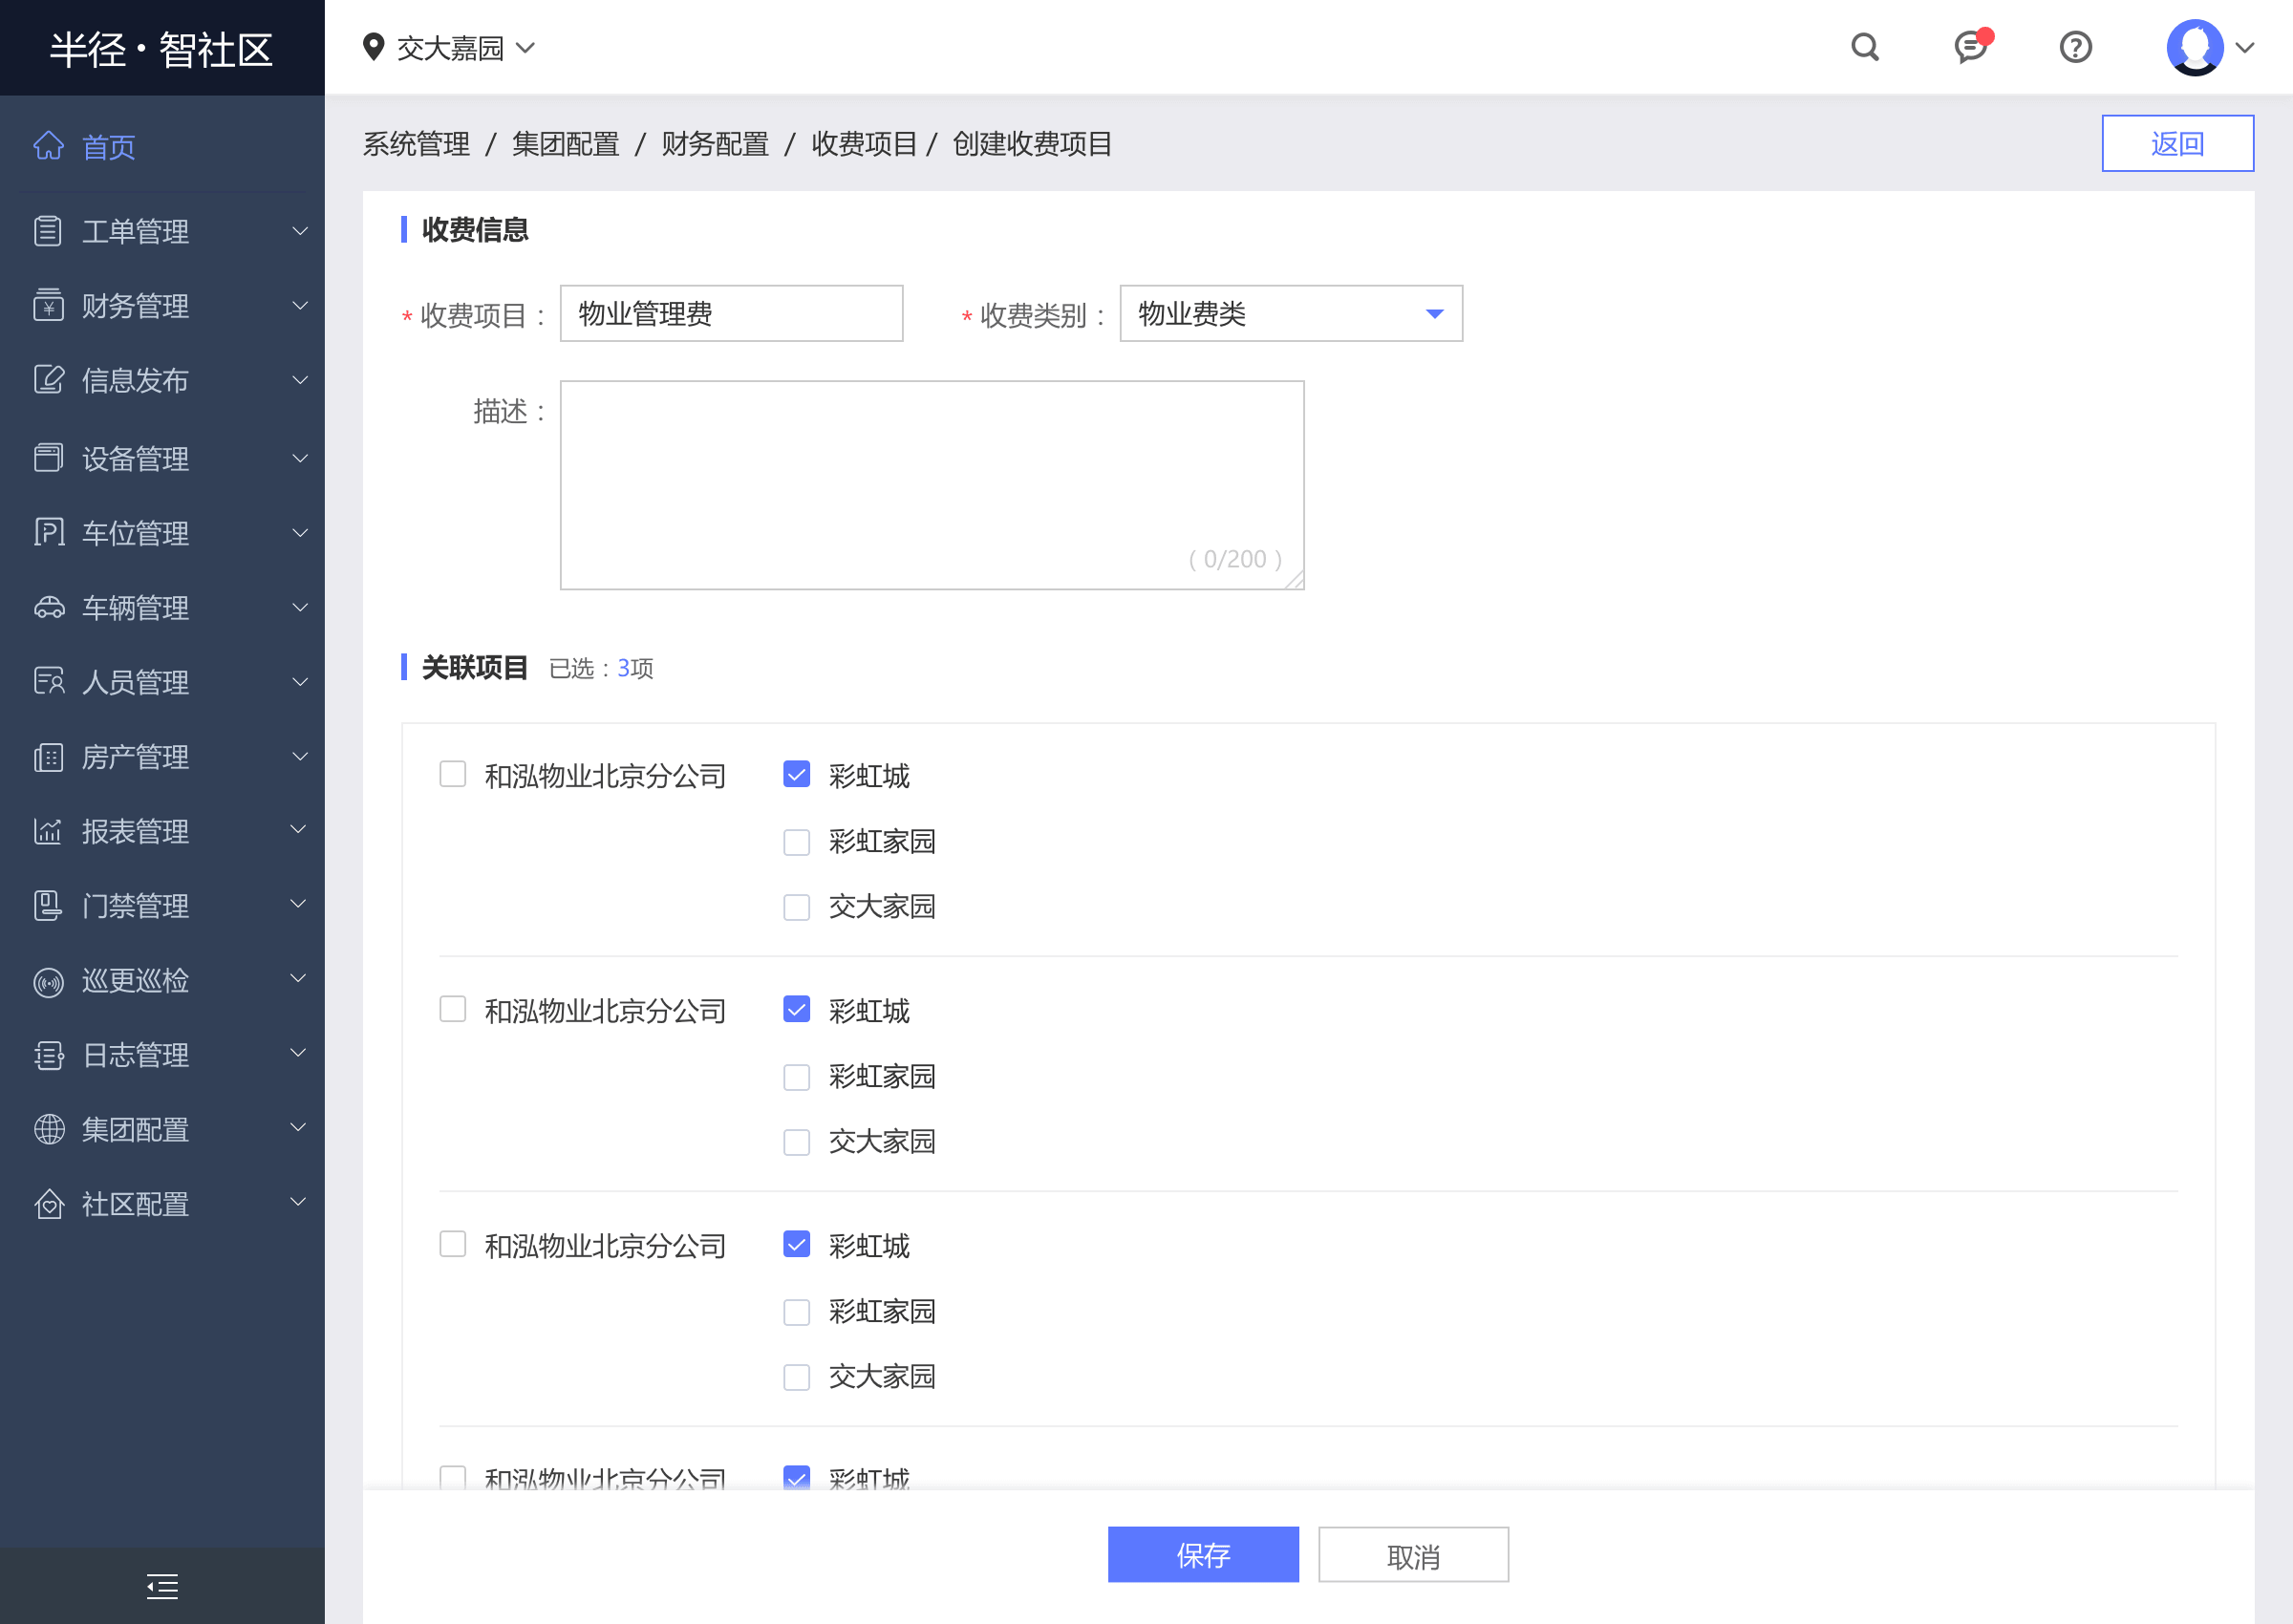 半径·智社区
交大嘉园
首页
工单管理
财务管理
信息发布
设备管理
车位管理
车辆管理
人员管理
房产管理
报表管理
门禁管理
巡更巡检
日志管理
集团配置
社区配置
系统管理 / 集团配置 / 财务配置 / 收费项目 / 创建收费项目
返回
收费信息
* 收费项目： 物业管理费 * 收费类别： 物业费类
描述：
( 0/200 )
关联项目 已选：3项
和泓物业北京分公司 彩虹城
彩虹家园
交大家园
和泓物业北京分公司 彩虹城
彩虹家园
交大家园
和泓物业北京分公司 彩虹城
彩虹家园
交大家园
和泓物业北京分公司 彩虹城
保存 取消